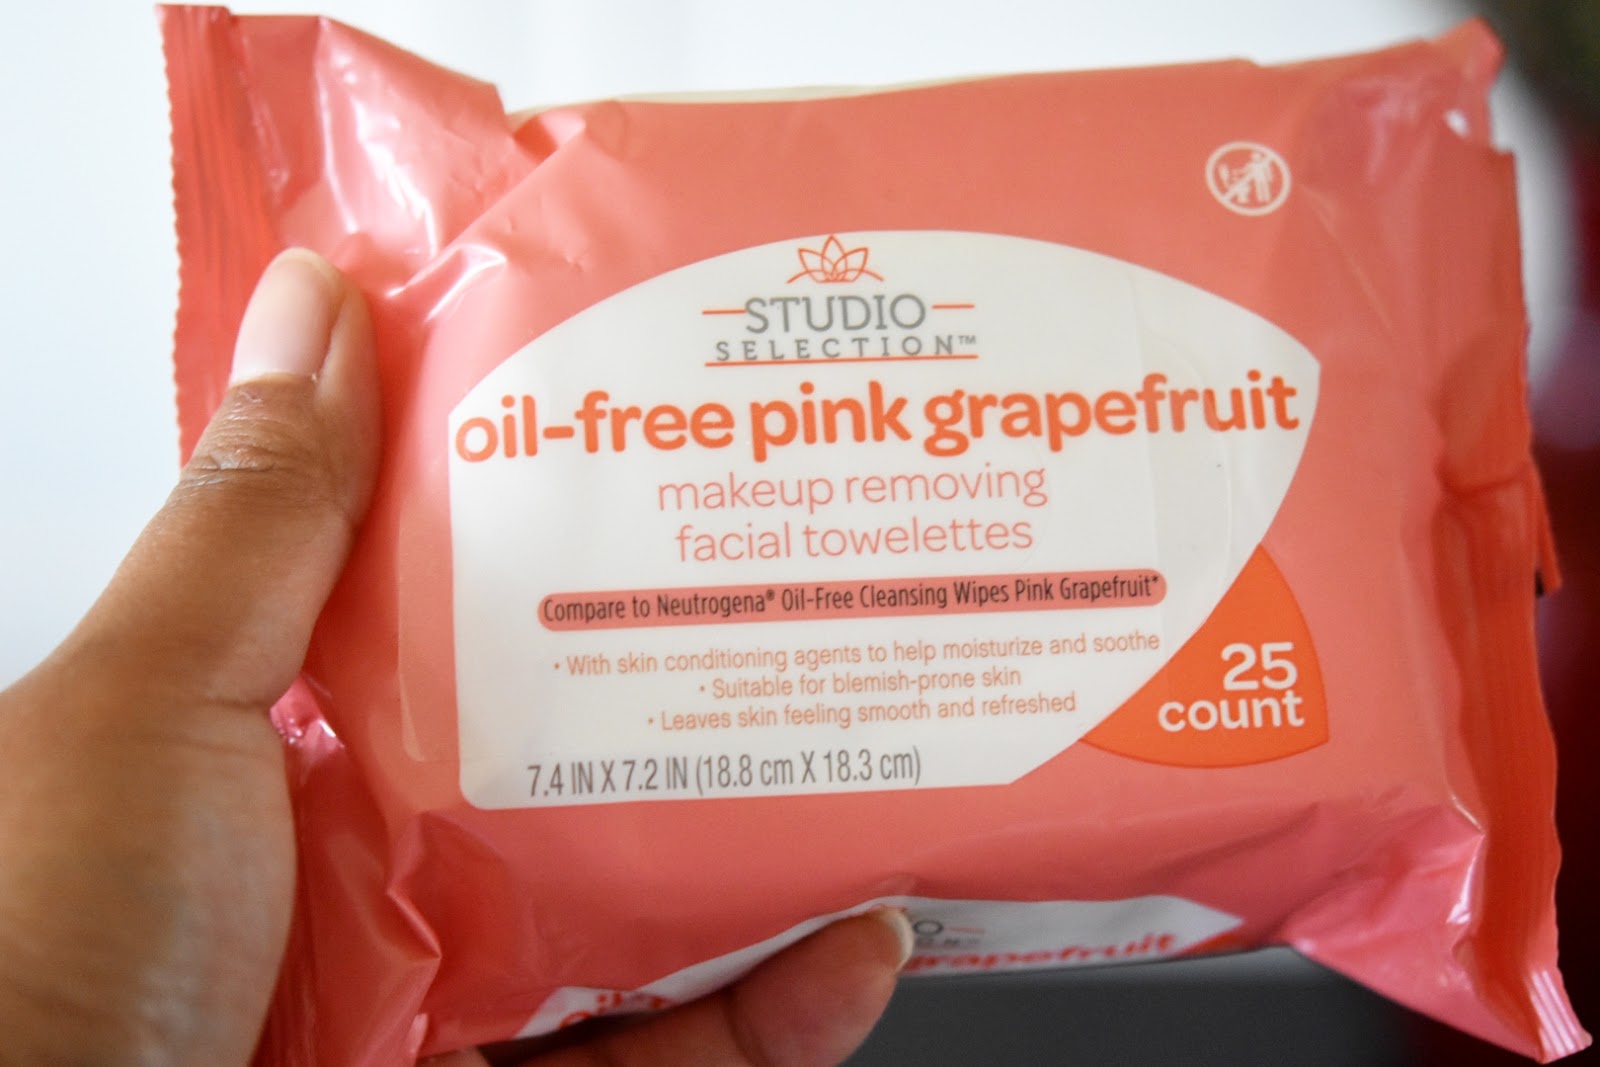 STUDIO
SELECTION™
oil-free pink grapefruit
makeup removing
facial towelettes
Compare to Neutrogena® Oil-Free Cleansing Wipes Pink Grapefruit*
• With skin conditioning agents to help moisturize and soothe
• Suitable for blemish-prone skin
• Leaves skin feeling smooth and refreshed
25
count
7.4 IN X 7.2 IN (18.8 cm X 18.3 cm)
grapefruit